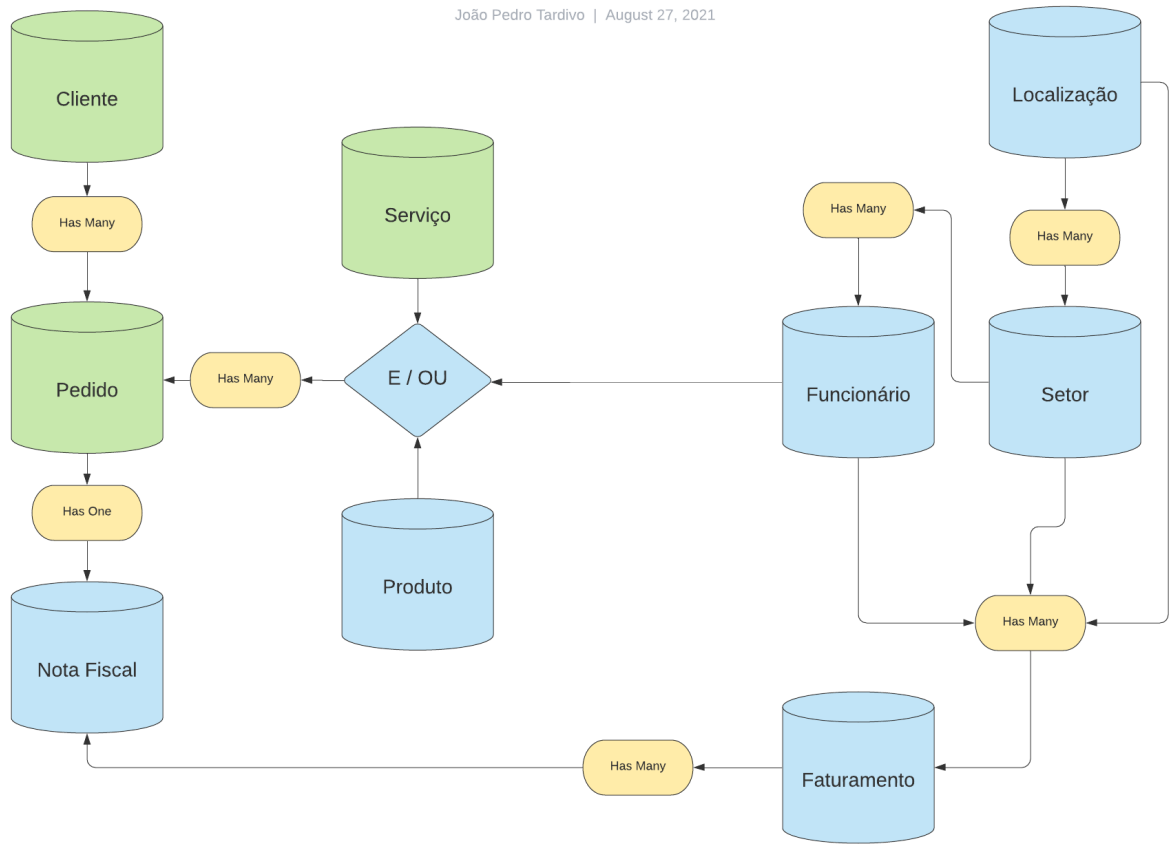 João Pedro Tardivo | August 27, 2021
Cliente
Localização
Serviço
Has Many
Has Many
Has Many
Pedido
Has Many
E / OU
Funcionário
Setor
Has One
Produto
Has Many
Nota Fiscal
Has Many
Faturamento